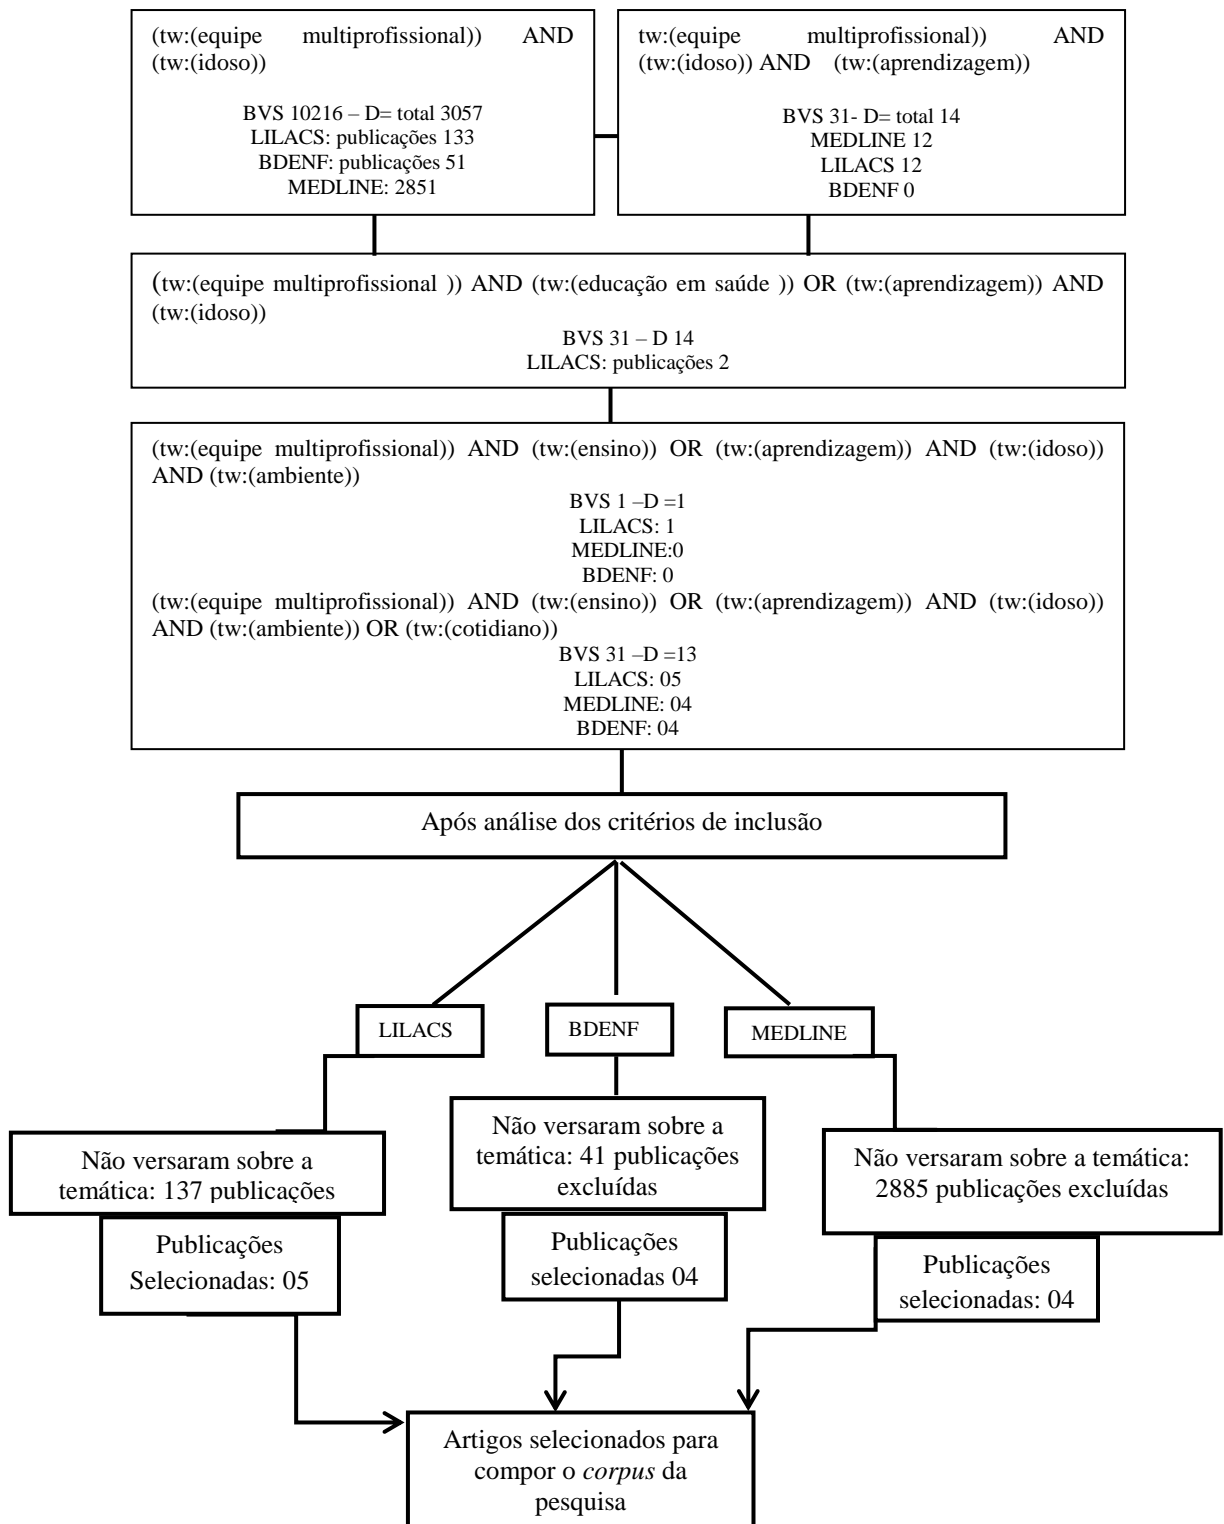 (tw:(equipe multiprofissional)) AND
(tw:(idoso))
BVS 10216 – D= total 3057
LILACS: publicações 133
BDENF: publicações 51
MEDLINE: 2851
tw:(equipe multiprofissional)) AND
(tw:(idoso)) AND (tw:(aprendizagem))
BVS 31- D= total 14
MEDLINE 12
LILACS 12
BDENF 0
(tw:(equipe multiprofissional )) AND (tw:(educação em saúde )) OR (tw:(aprendizagem)) AND
(tw:(idoso))
BVS 31 – D 14
LILACS: publicações 2
(tw:(equipe multiprofissional)) AND (tw:(ensino)) OR (tw:(aprendizagem)) AND (tw:(idoso))
AND (tw:(ambiente))
BVS 1 –D =1
LILACS: 1
MEDLINE:0
BDENF: 0
(tw:(equipe multiprofissional)) AND (tw:(ensino)) OR (tw:(aprendizagem)) AND (tw:(idoso))
AND (tw:(ambiente)) OR (tw:(cotidiano))
BVS 31 –D =13
LILACS: 05
MEDLINE: 04
BDENF: 04
Após análise dos critérios de inclusão
LILACS
BDENF
MEDLINE
Não versaram sobre a
temática: 137 publicações
Publicações
Selecionadas: 05
Não versaram sobre a
temática: 41 publicações
excluídas
Publicações
selecionadas 04
Não versaram sobre a temática:
2885 publicações excluídas
Publicações
selecionadas: 04
Artigos selecionados para
compor o corpus da
pesquisa